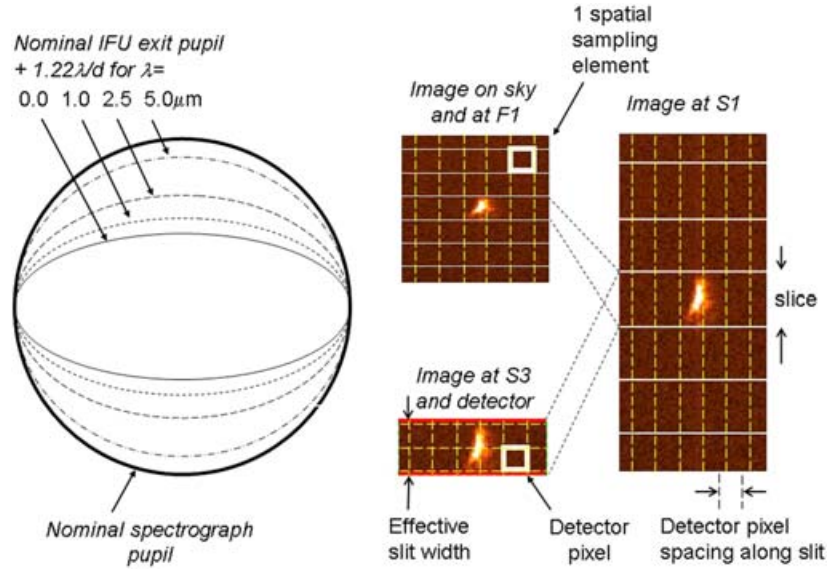 Nominal IFU exit pupil
+ 1.22λ/d for λ=
0.0 1.0 2.5 5.0μm
Nominal spectrograph
pupil
1 spatial
sampling
element
Image on sky
and at F1
Image at S1
slice
Image at S3
and detector
Effective
slit width
Detector
pixel
Detector pixel
spacing along slit